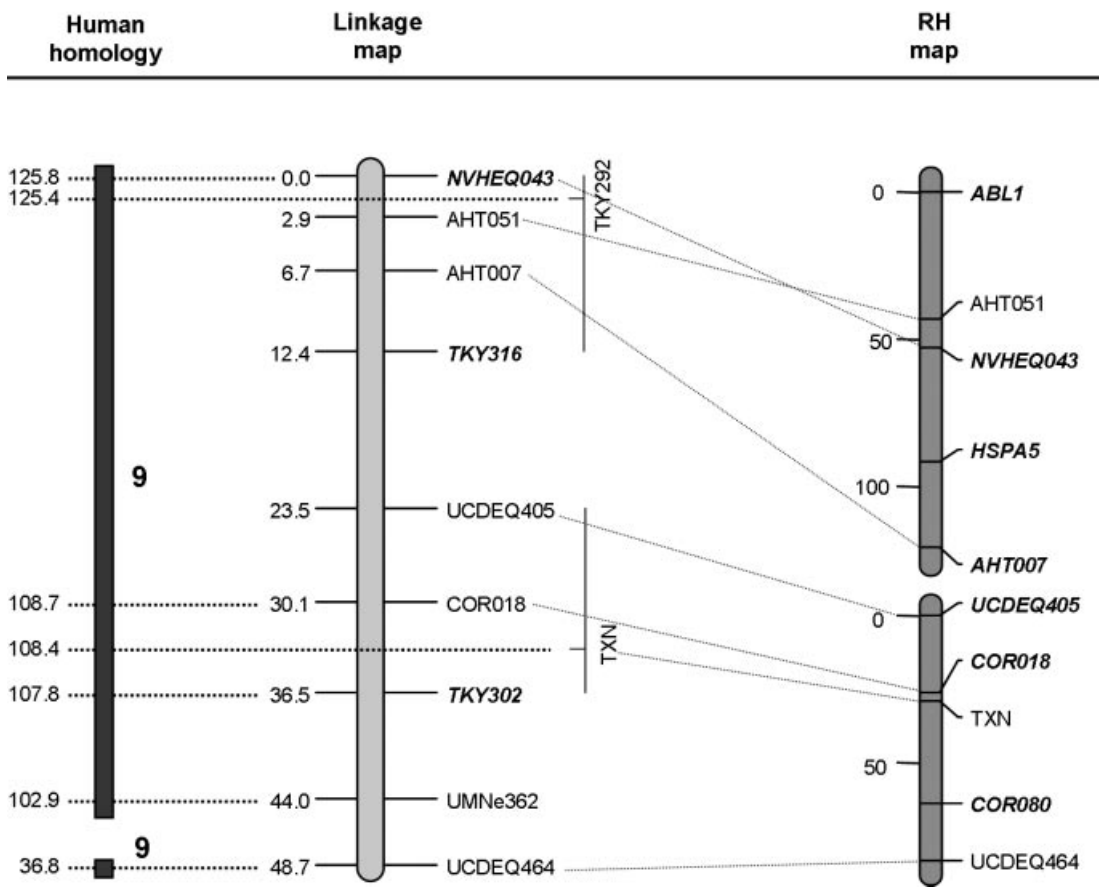 Human homology
Linkage map
RH map
125.8
0.0
NVHEQ043
125.4
TKY292
2.9
AHT051
6.7
AHT007
12.4
TKY316
9
23.5
UCDEQ405
108.7
30.1
COR018
108.4
TXN
107.8
36.5
TKY302
102.9
44.0
UMNe362
9
36.8
48.7
UCDEQ464
0
ABL1
AHT051
50
NVHEQ043
HSPA5
100
AHT007
0
UCDEQ405
COR018
TXN
50
COR080
UCDEQ464